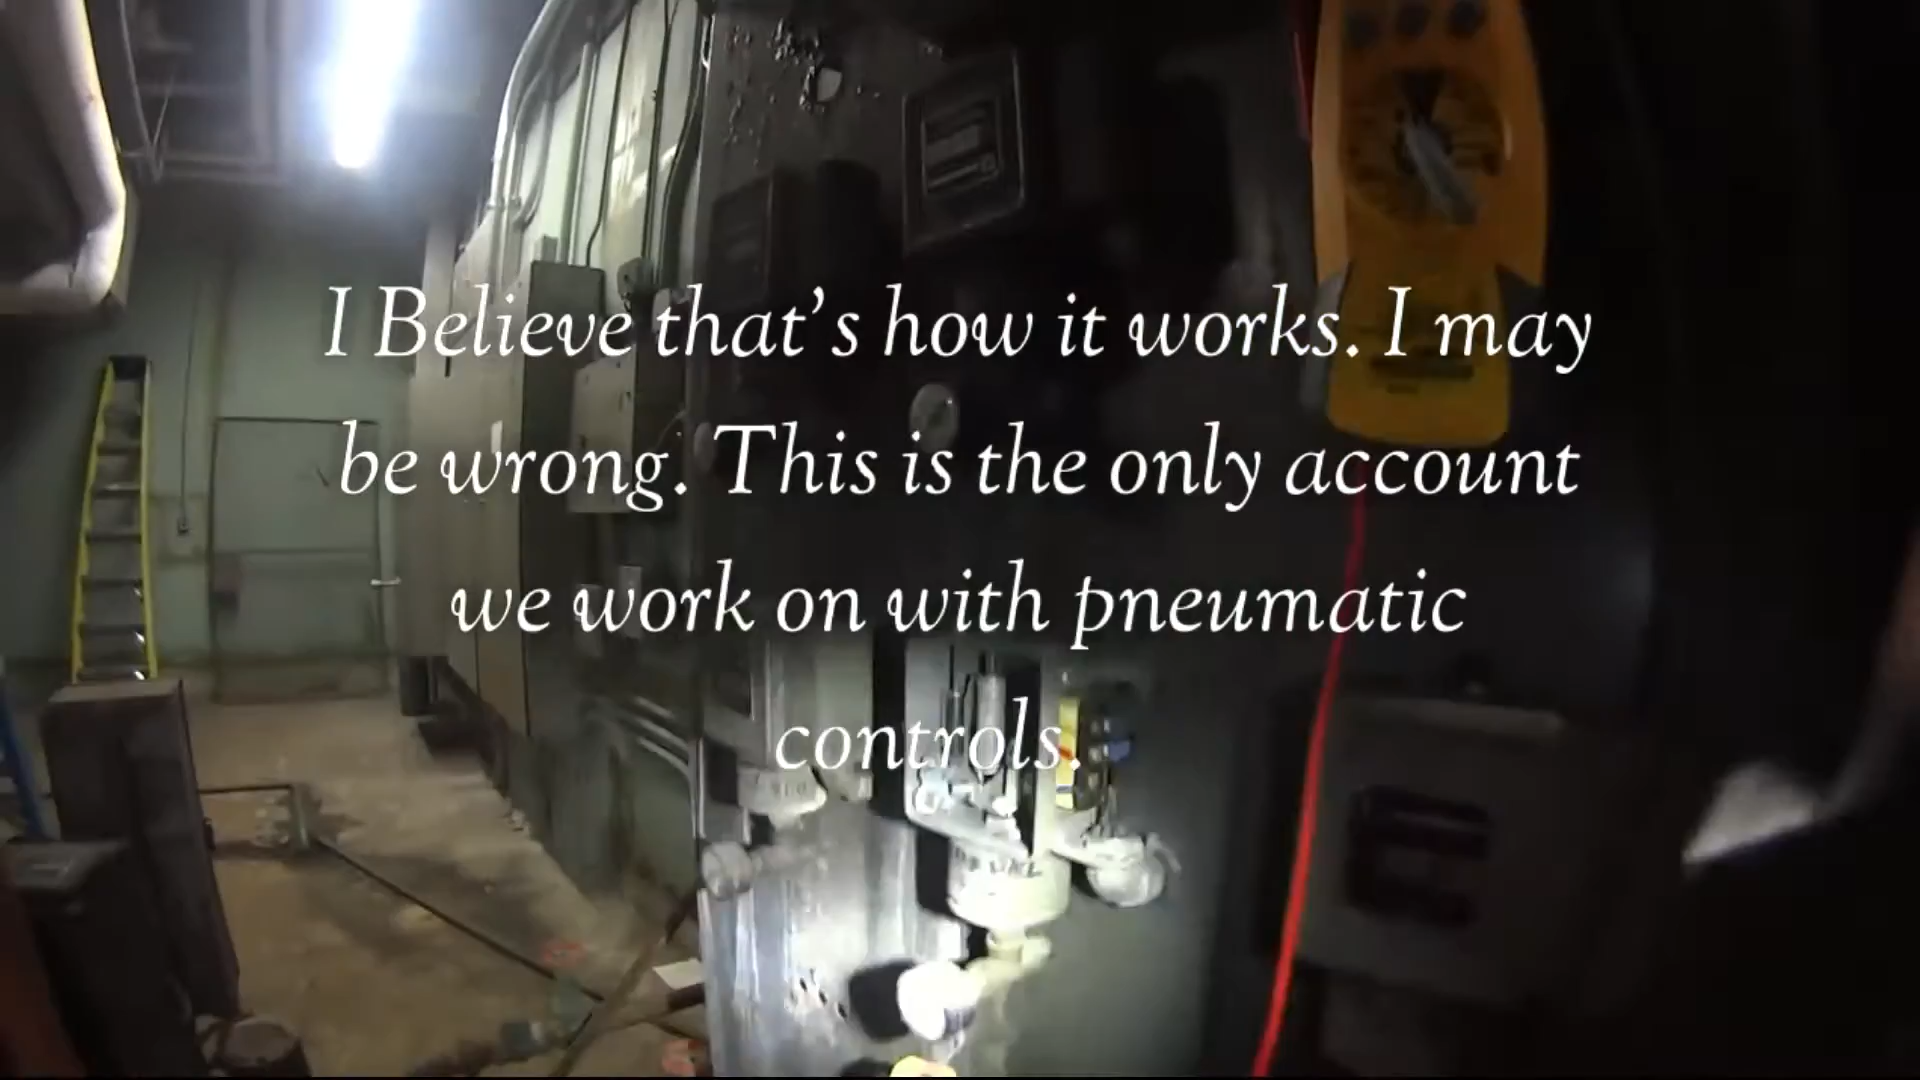 I Believe that’s how it works. I may
be wrong. This is the only account
we work on with pneumatic
controls.